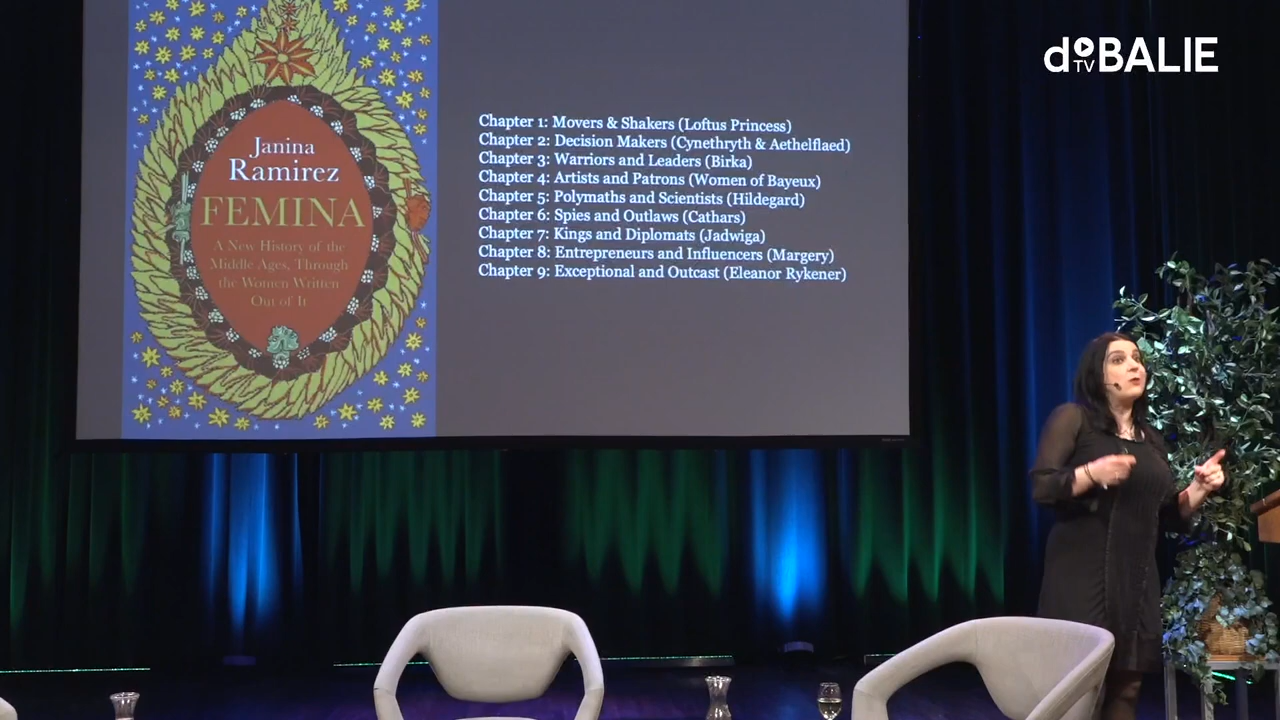 Janina
Ramirez
FEMINA
A New History of the
Middle Ages, Through
the Women Written
Out of It
Chapter 1: Movers & Shakers (Loftus Princess)
Chapter 2: Decision Makers (Cynethryth & Aethelflaed)
Chapter 3: Warriors and Leaders (Birka)
Chapter 4: Artists and Patrons (Women of Bayeux)
Chapter 5: Polymaths and Scientists (Hildegard)
Chapter 6: Spies and Outlaws (Cathars)
Chapter 7: Kings and Diplomats (Jadwiga)
Chapter 8: Entrepreneurs and Influencers (Margery)
Chapter 9: Exceptional and Outcast (Eleanor Rykener)
de BALIE
TV